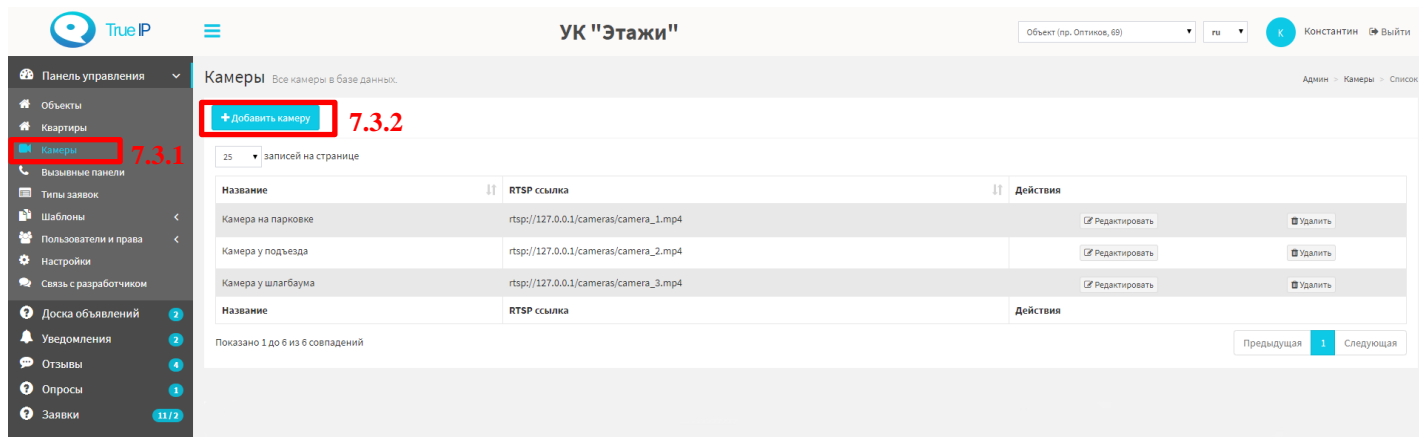 True IP
УК "Этажи"
Объект (пр. Оптиков, 69)
ru
К
Константин
Выйти
Панель управления
Объекты
Квартиры
Камеры
7.3.1
Вызывные панели
Типы заявок
Шаблоны
Пользователи и права
Настройки
Связь с разработчиком
Доска объявлений 2
Уведомления 2
Отзывы 4
Опросы 1
Заявки 11/2
Камеры Все камеры в базе данных.
Админ > Камеры > Список
+Добавить камеру
7.3.2
25 записей на странице
Название RTSP ссылка Действия
Камера на парковке rtsp://127.0.0.1/cameras/camera_1.mp4 Редактировать Удалить
Камера у подъезда rtsp://127.0.0.1/cameras/camera_2.mp4 Редактировать Удалить
Камера у шлагбаума rtsp://127.0.0.1/cameras/camera_3.mp4 Редактировать Удалить
Название RTSP ссылка Действия
Показано 1 до 6 из 6 совпадений
Предыдущая 1 Следующая